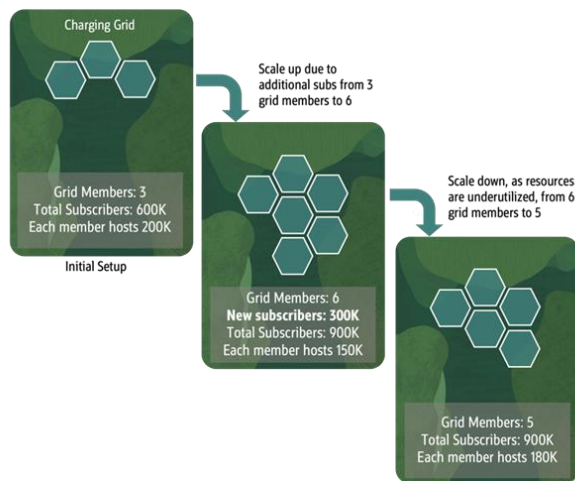 Charging Grid
Grid Members: 3
Total Subscribers: 600K
Each member hosts 200K
Initial Setup
Scale up due to
additional subs from 3
grid members to 6
Grid Members: 6
New subscribers: 300K
Total Subscribers: 900K
Each member hosts 150K
Scale down, as resources
are underutilized, from 6
grid members to 5
Grid Members: 5
Total Subscribers: 900K
Each member hosts 180K